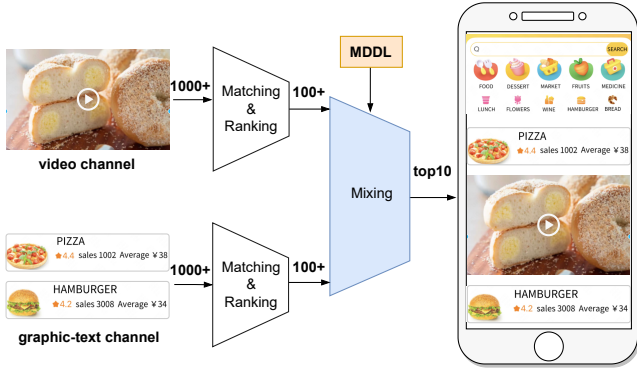 video channel
1000+
Matching
&
Ranking
100+
MDDL
Mixing
top10
PIZZA
4.4 sales 1002 Average ¥38
HAMBURGER
4.2 sales 3008 Average ¥34
graphic-text channel
1000+
Matching
&
Ranking
100+
SEARCH
FOOD DESSERT MARKET FRUITS MEDICINE
LUNCH FLOWERS WINE HAMBURGER BREAD
PIZZA
4.4 sales 1002 Average ¥38
HAMBURGER
4.2 sales 3008 Average ¥34